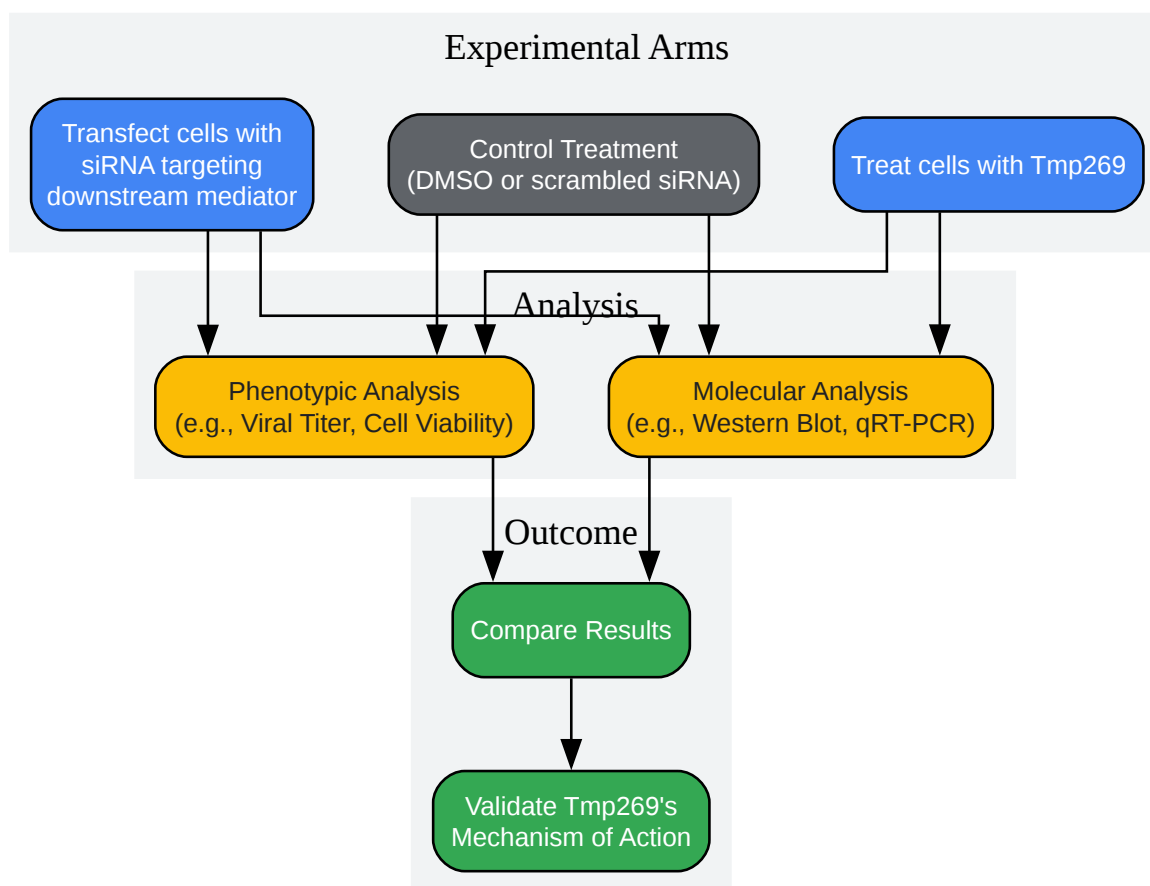 Experimental Arms
Transfect cells with
siRNA targeting
downstream mediator
Control Treatment
(DMSO or scrambled siRNA)
Treat cells with Tmp269
Analysis
Phenotypic Analysis
(e.g., Viral Titer, Cell Viability)
Molecular Analysis
(e.g., Western Blot, qRT-PCR)
Outcome
Compare Results
Validate Tmp269's
Mechanism of Action